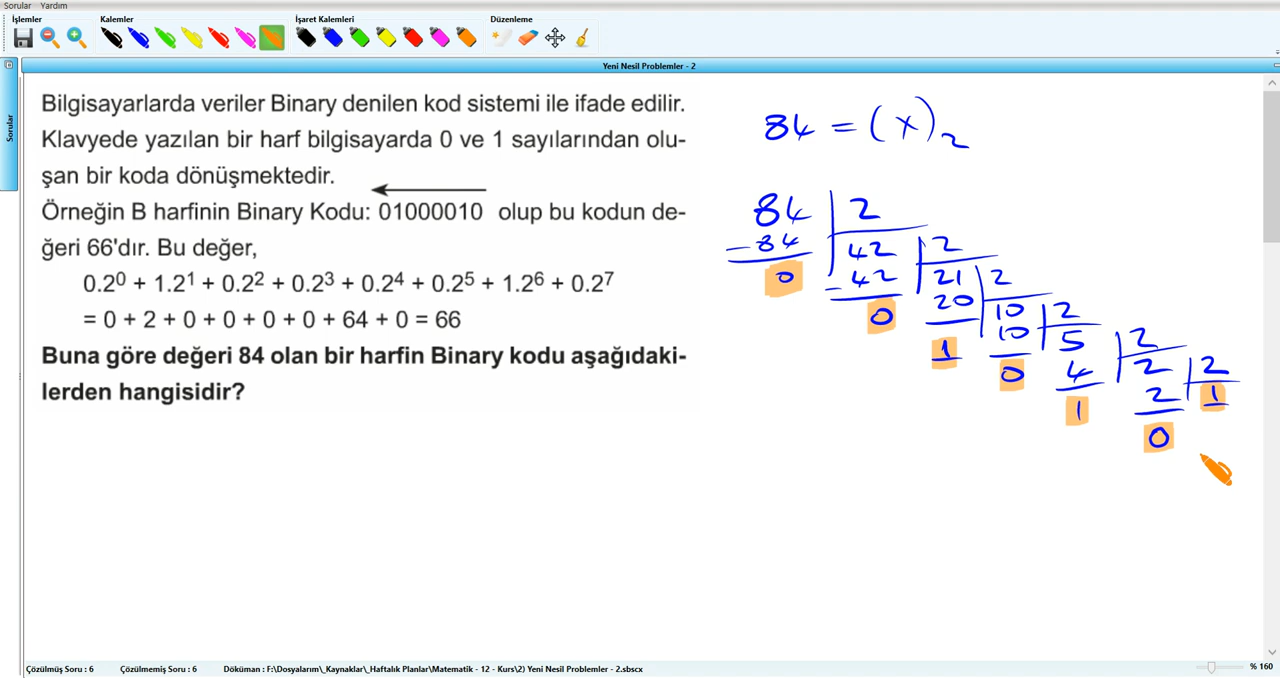 Sorular Yardım
İşlemler Kalemler İşaret Kalemleri Düzenleme
Yeni Nesil Problemler - 2
Sorular
Bilgisayarlarda veriler Binary denilen kod sistemi ile ifade edilir.
Klavyede yazılan bir harf bilgisayarda 0 ve 1 sayılarından olu-
şan bir koda dönüşmektedir.
Örneğin B harfinin Binary Kodu: 01000010 olup bu kodun de-
ğeri 66'dır. Bu değer,
0.2⁰ + 1.2¹ + 0.2² + 0.2³ + 0.2⁴ + 0.2⁵ + 1.2⁶ + 0.2⁷
= 0 + 2 + 0 + 0 + 0 + 0 + 64 + 0 = 66
Buna göre değeri 84 olan bir harfin Binary kodu aşağıdaki-
lerden hangisidir?
84 = (x)₂
84 2
- 84 42 2
0 - 42 21 2
0 20 10 2
1 10 5 2
0 4 2 2
1 2 1
0
Çözülmüş Soru : 6 Çözülmemiş Soru : 6 Döküman : F:\Dosyalarım\_Kaynaklar\_Haftalık Planlar\Matematik - 12 - Kurs\2) Yeni Nesil Problemler - 2.sbscx % 160